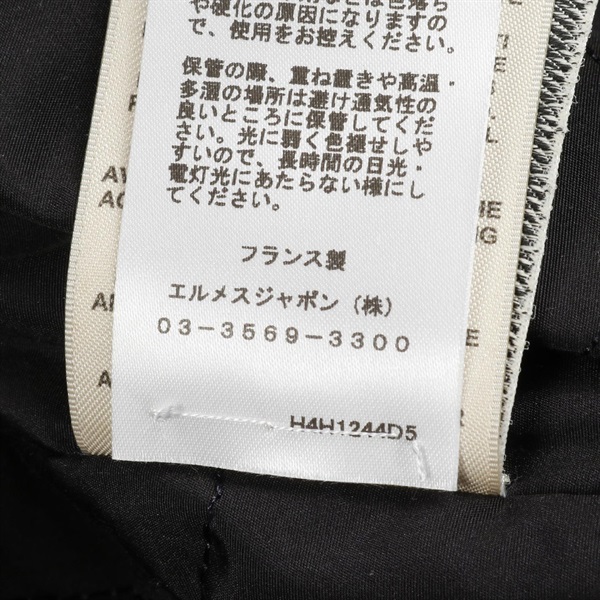 や硬化の原因になりますの
で、使用をお控えください。
保管の際、重ね置きや高温・
多湿の場所は避け通気性の
良いところに保管してくだ
さい。光に弱く色褪せしや
すいので、長時間の日光・
電灯光にあたらない様にし
てください。
フランス製
エルメスジャポン（株）
03-3569-3300
H4H1244D5